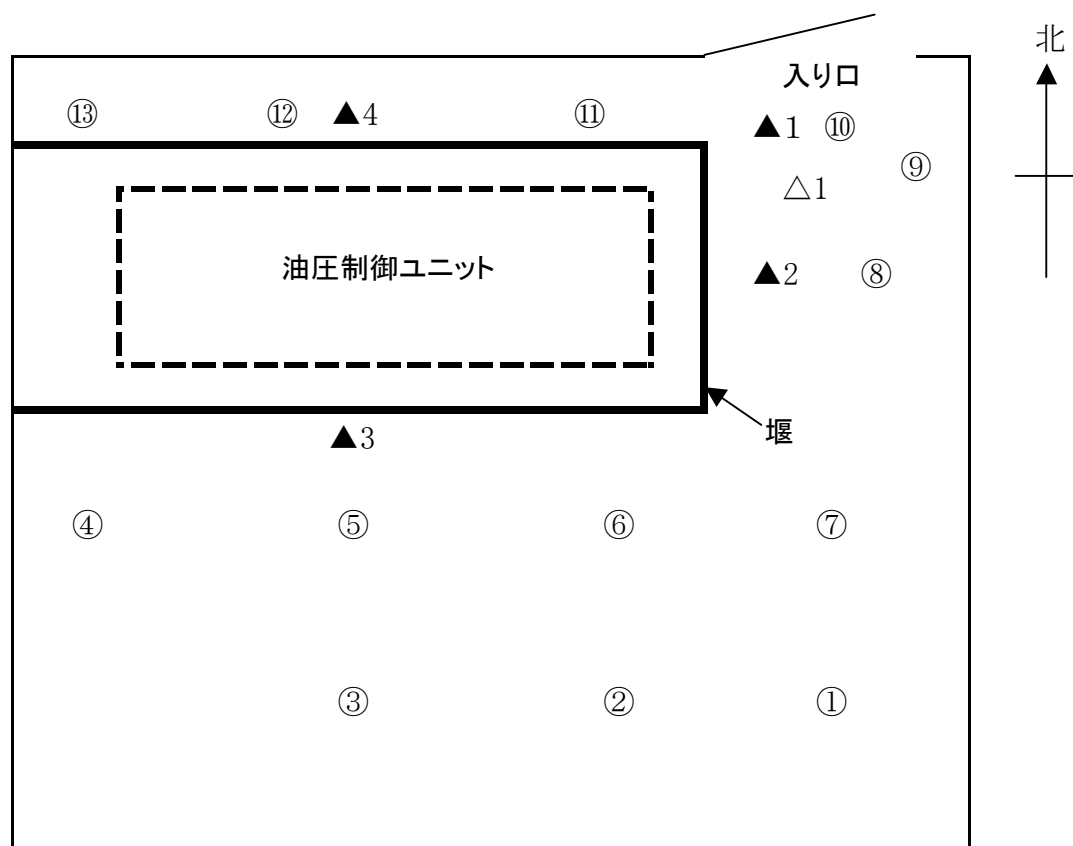 北
入り口
⑬ ⑫ ▲4 ⑪ ▲1 ⑩
⑨
△1
油圧制御ユニット ▲2 ⑧
▲3 堰
④ ⑤ ⑥ ⑦
③ ② ①